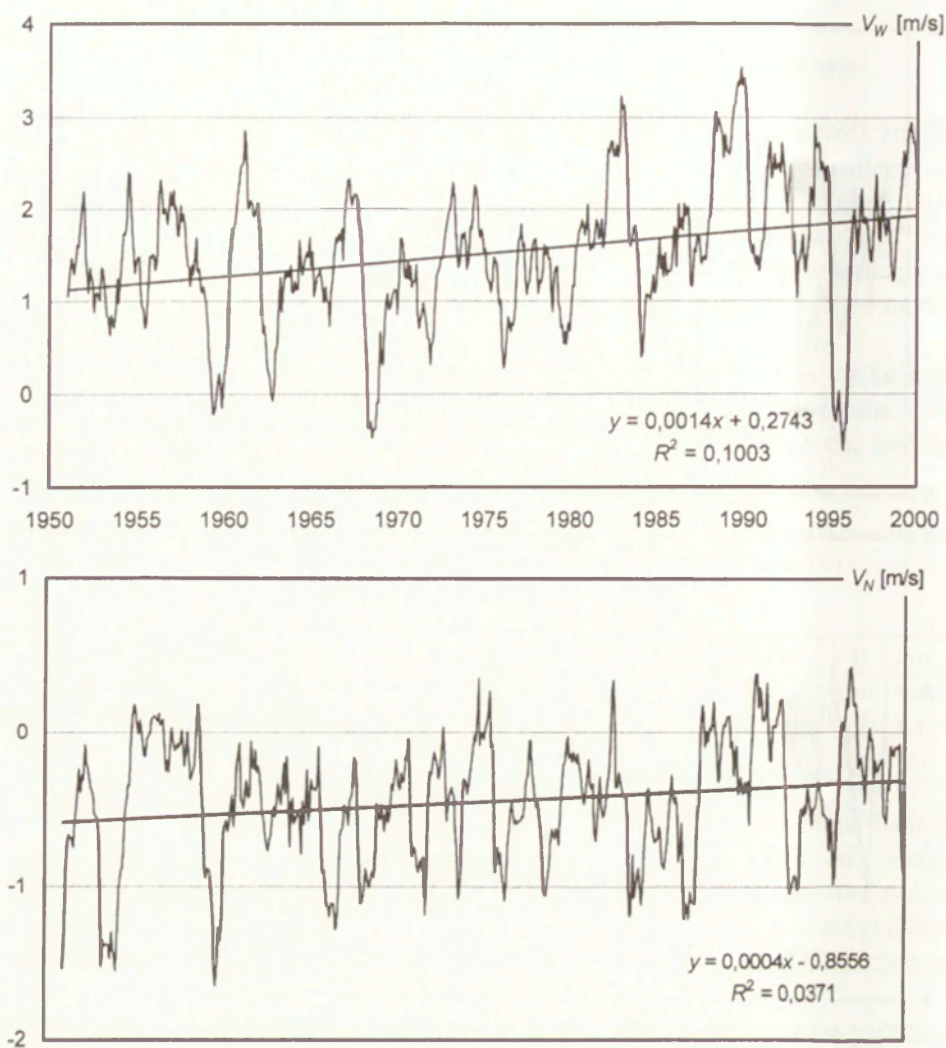 4
V_W [m/s]
3
2
1
0
y = 0,0014x + 0,2743
R² = 0,1003
-1
1950 1955 1960 1965 1970 1975 1980 1985 1990 1995 2000
1
V_N [m/s]
0
-1
y = 0,0004x - 0,8556
R² = 0,0371
-2